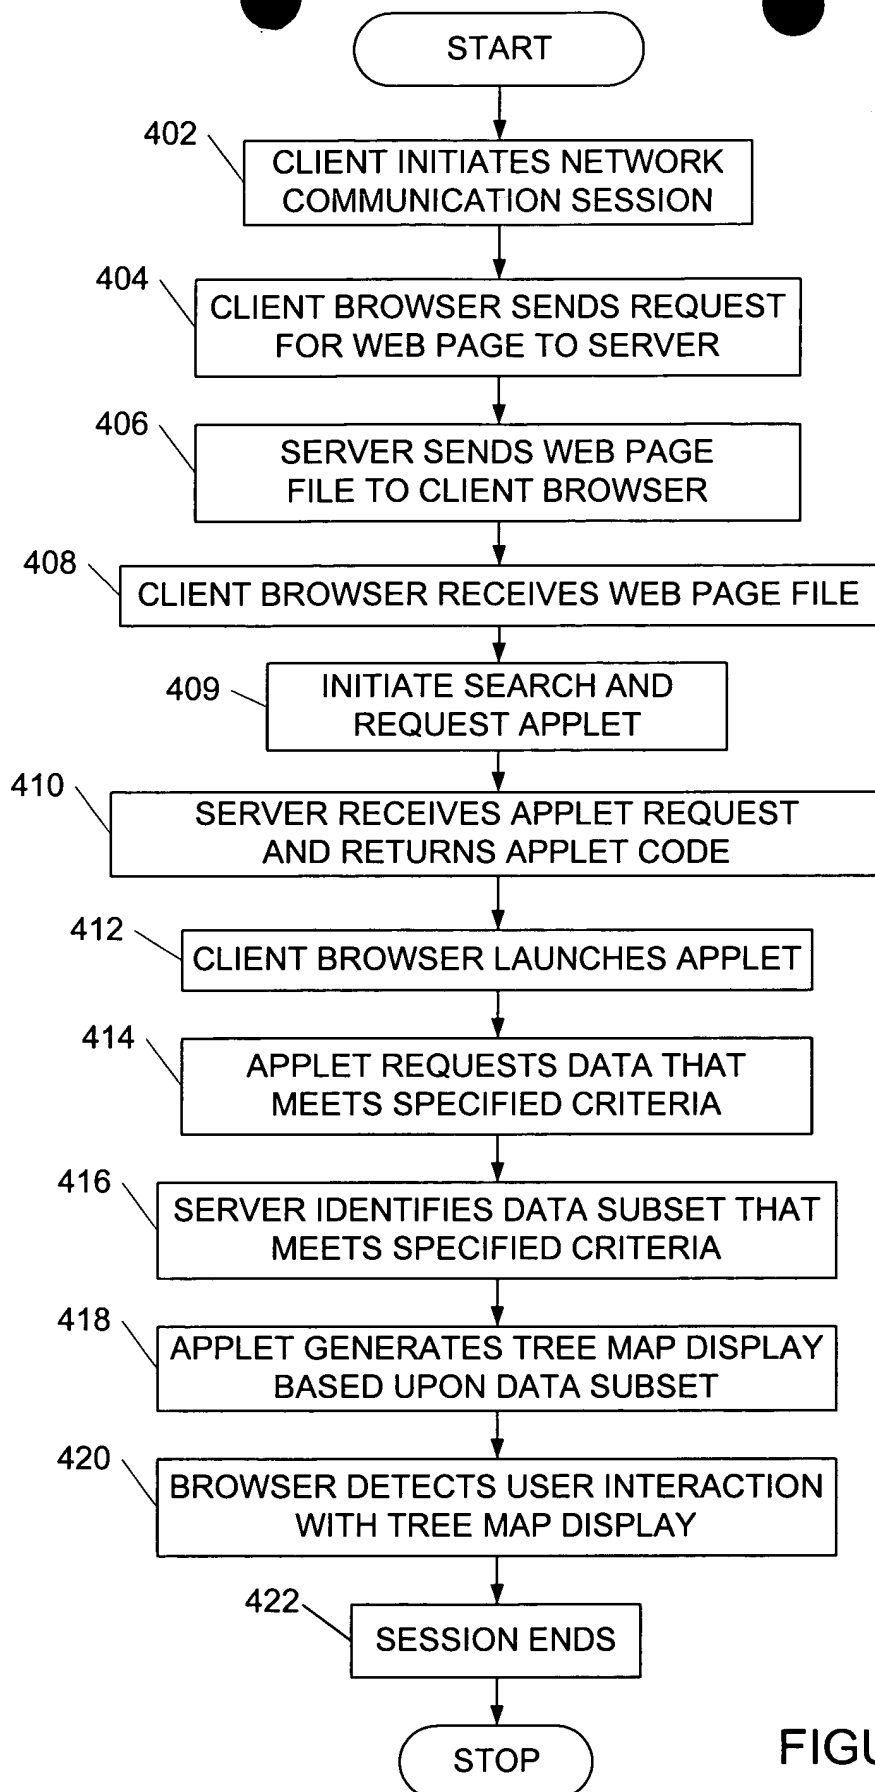 START
402
CLIENT INITIATES NETWORK
COMMUNICATION SESSION
404
CLIENT BROWSER SENDS REQUEST
FOR WEB PAGE TO SERVER
406
SERVER SENDS WEB PAGE
FILE TO CLIENT BROWSER
408
CLIENT BROWSER RECEIVES WEB PAGE FILE
409
INITIATE SEARCH AND
REQUEST APPLET
410
SERVER RECEIVES APPLET REQUEST
AND RETURNS APPLET CODE
412
CLIENT BROWSER LAUNCHES APPLET
414
APPLET REQUESTS DATA THAT
MEETS SPECIFIED CRITERIA
416
SERVER IDENTIFIES DATA SUBSET THAT
MEETS SPECIFIED CRITERIA
418
APPLET GENERATES TREE MAP DISPLAY
BASED UPON DATA SUBSET
420
BROWSER DETECTS USER INTERACTION
WITH TREE MAP DISPLAY
422
SESSION ENDS
STOP